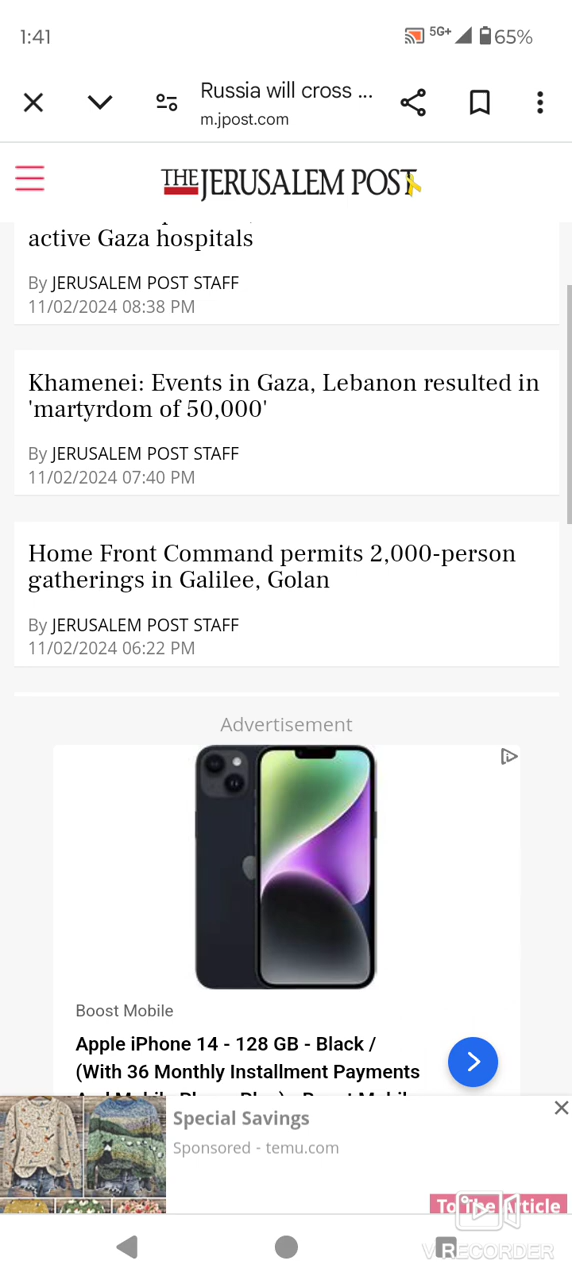 1:41
5G+
65%
Russia will cross ...
m.jpost.com
THE JERUSALEM POST
active Gaza hospitals
By JERUSALEM POST STAFF
11/02/2024 08:38 PM
Khamenei: Events in Gaza, Lebanon resulted in
'martyrdom of 50,000'
By JERUSALEM POST STAFF
11/02/2024 07:40 PM
Home Front Command permits 2,000-person
gatherings in Galilee, Golan
By JERUSALEM POST STAFF
11/02/2024 06:22 PM
Advertisement
Boost Mobile
Apple iPhone 14 - 128 GB - Black /
(With 36 Monthly Installment Payments
Special Savings
Sponsored - temu.com
To The Article
VRECORDER